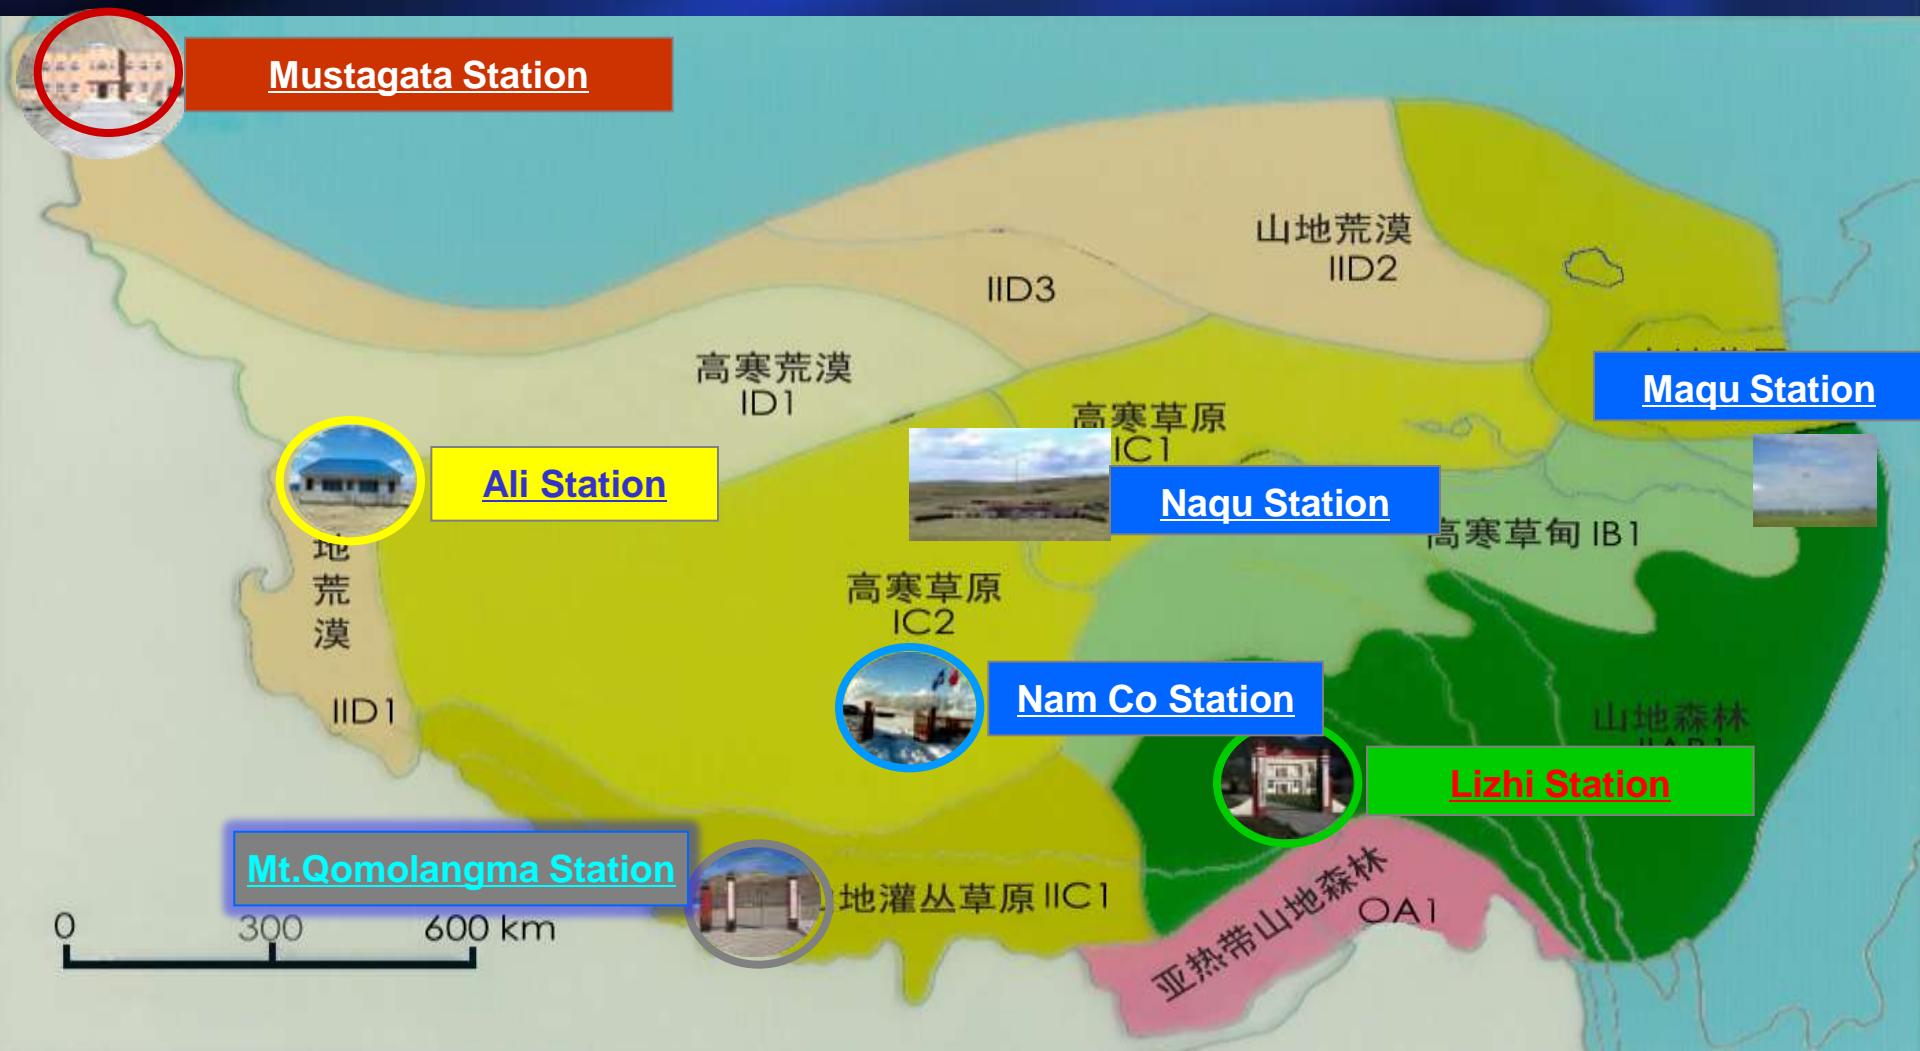 Mustagata Station
山地荒漠
IID2
IID3
高寒荒漠
ID1
Maqu Station
高寒草原
IC1
Ali Station
Naqu Station
高寒草甸 IB1
地
荒
漠
高寒草原
IC2
IID1
Nam Co Station
山地森林
Lizhi Station
Mt.Qomolangma Station
地灌丛草原 IIC1
亚热带山地森林
OA1
0
300
600 km